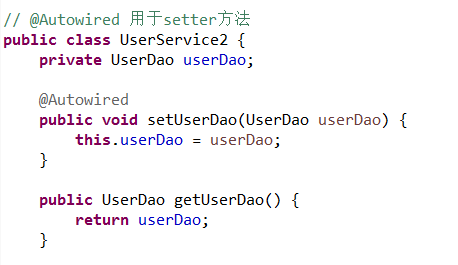 // @Autowired 用于setter方法
public class UserService2 {
    private UserDao userDao;

    @Autowired
    public void setUserDao(UserDao userDao) {
        this.userDao = userDao;
    }

    public UserDao getUserDao() {
        return userDao;
    }